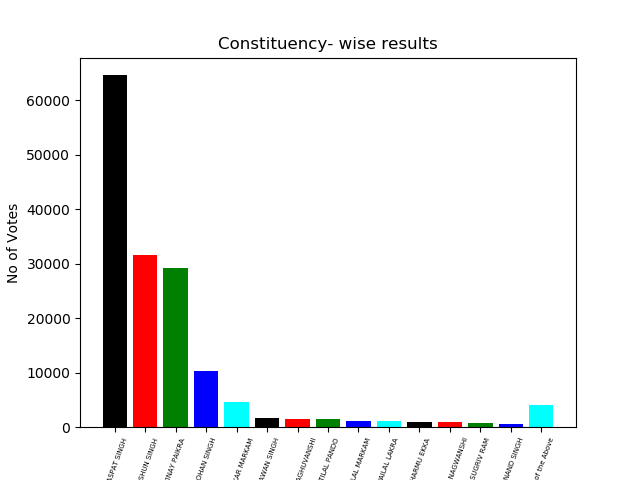 Constituency- wise results
No of Votes
60000
50000
40000
30000
20000
10000
0
ASPAT SINGH
SHUN SINGH
NAY PAIKRA
OHAN SINGH
AR MARKAM
AWAN SINGH
AGHUVANSHI
TILAL PANDO
LAL MARKAM
AILAL LAKRA
HARMU EKKA
NAGWANSHI
SUGRIV RAM
NAND SINGH
of the Above